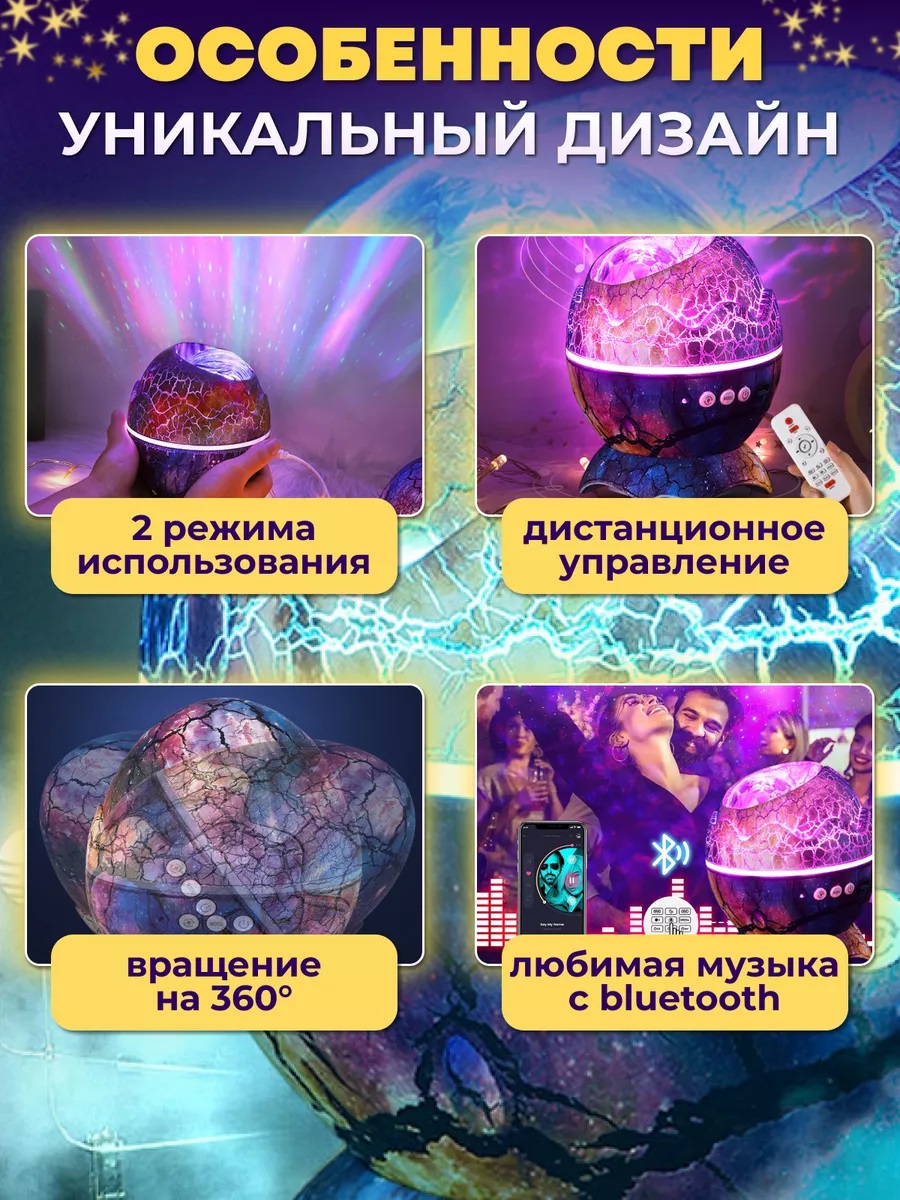 ОСОБЕННОСТИ
УНИКАЛЬНЫЙ ДИЗАЙН
2 режима
использования
дистанционное
управление
вращение
на 360°
любимая музыка
с bluetooth